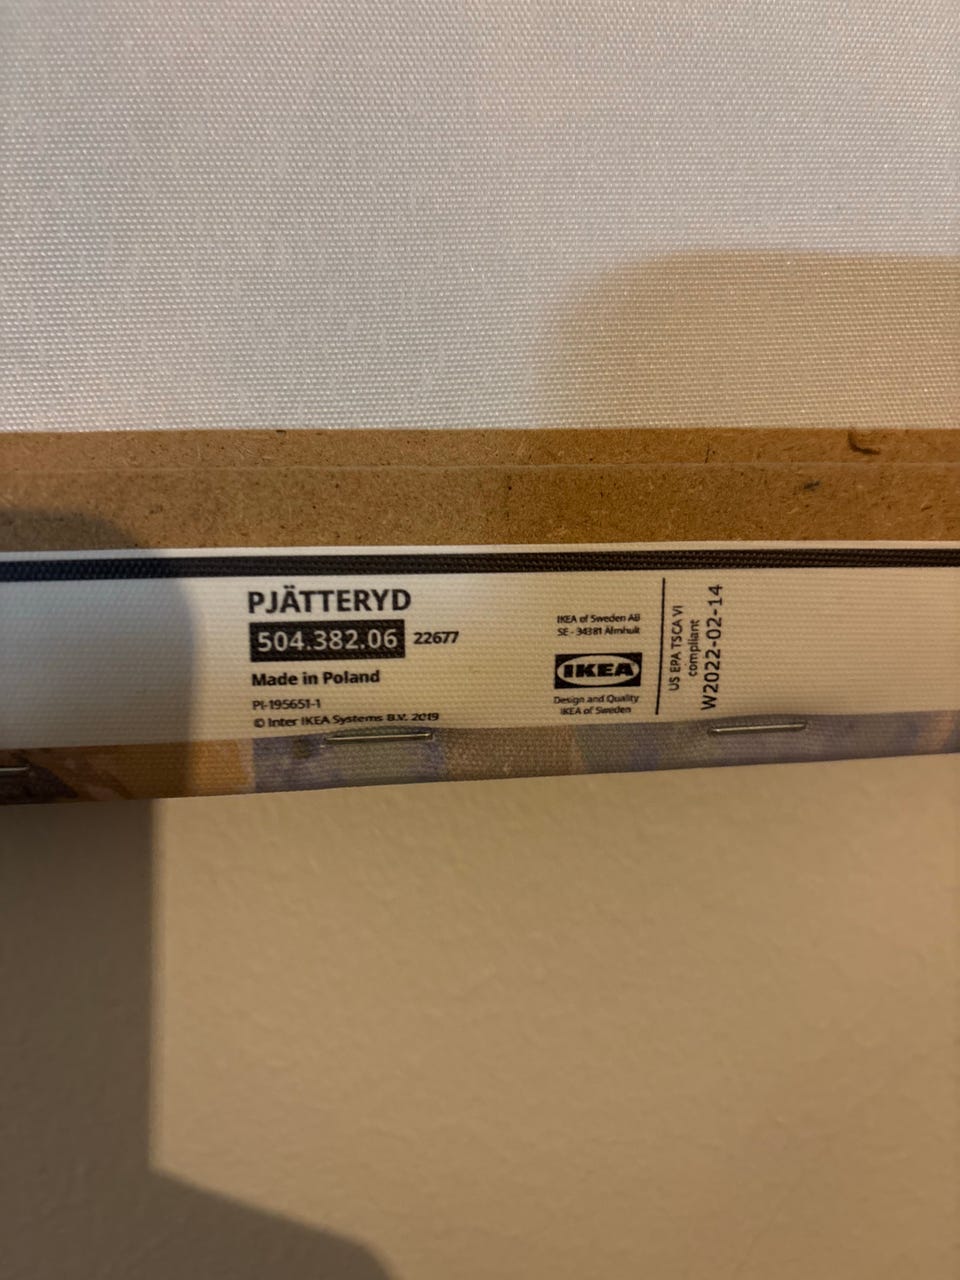 PJÄTTERYD
504.382.06 22677
Made in Poland
PI-195651-1
© Inter IKEA Systems B.V. 2019
IKEA of Sweden AB
SE - 34381 Älmhult
IKEA
Design and Quality
IKEA of Sweden
US EPA TSCA VI
compliant
W2022-02-14